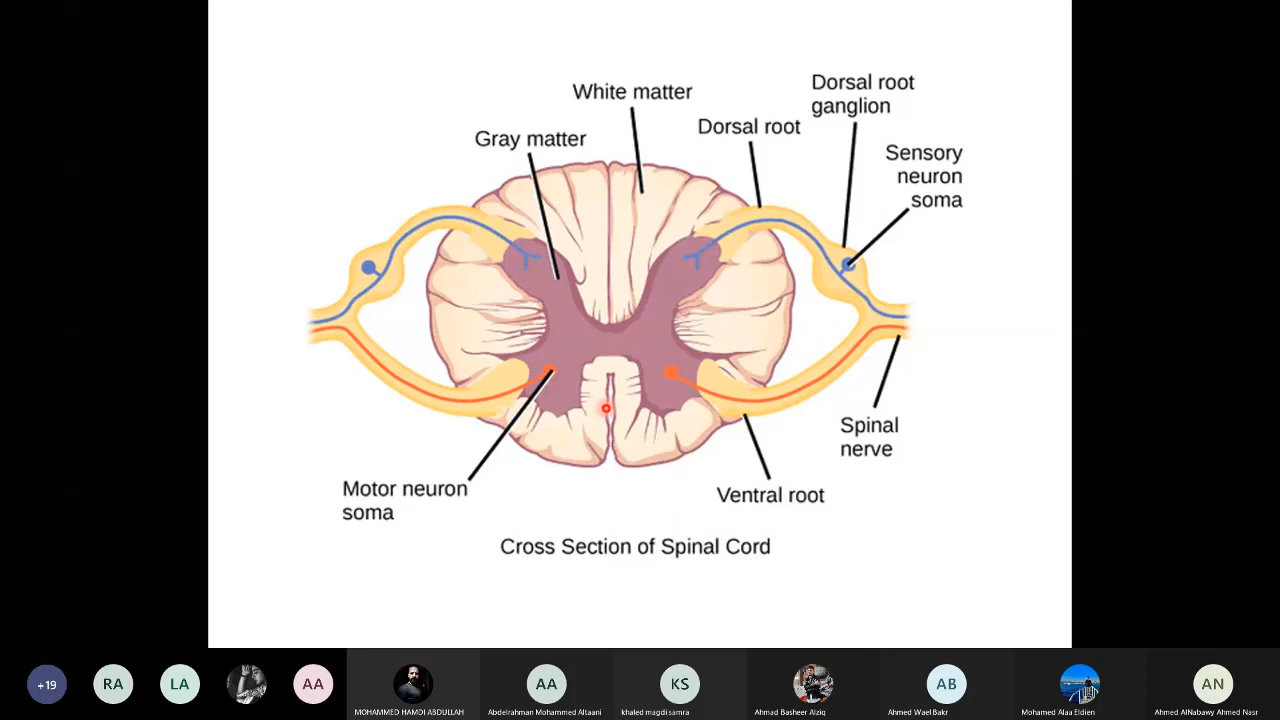 White matter
Gray matter
Dorsal root
Dorsal root
ganglion
Sensory
neuron
soma
Spinal
nerve
Motor neuron
soma
Ventral root
Cross Section of Spinal Cord
+19
RA
LA
AA
AA
KS
AB
AN
MOHOMMED HAMDI ABDULLAH
Abdelrahman Mohammed Altaani
khaled magdi samra
Ahmad Basheer Alziq
Ahmed Wael Bakr
Mohamed Alaa Eldien
Ahmed AlNabawy Ahmed Nasr